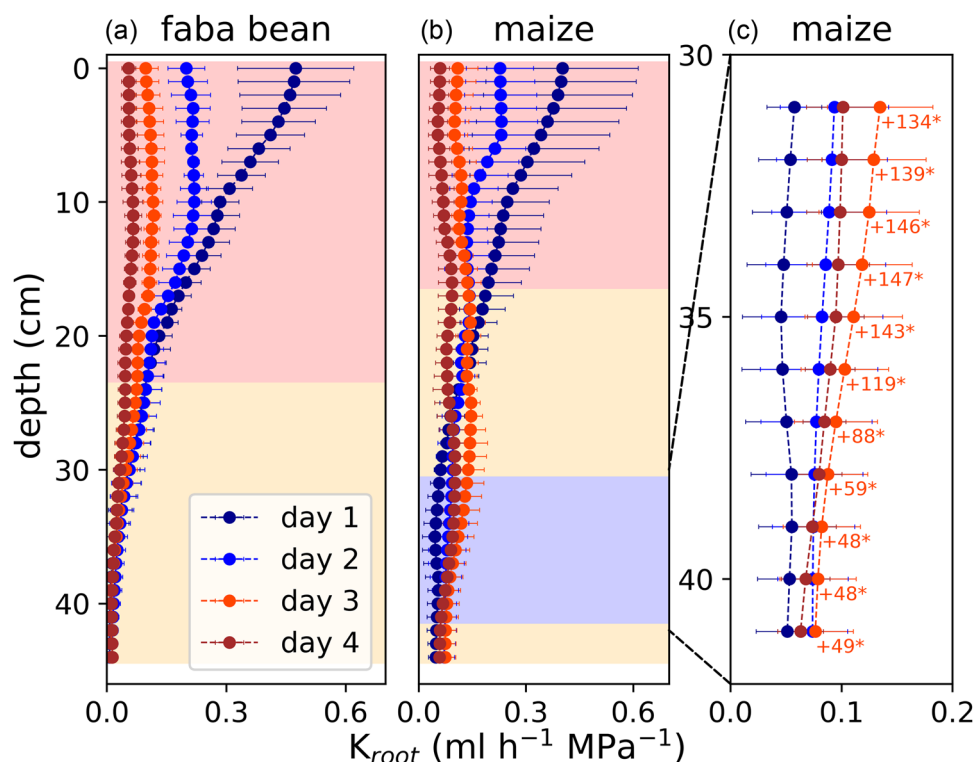 (a) faba bean
(b) maize
(c) maize
depth (cm)
0
10
20
30
40
day 1
day 2
day 3
day 4
0.0 0.3 0.6
0.0 0.3 0.6
K_root (ml h⁻¹ MPa⁻¹)
30
35
40
+134*
+139*
+146*
+147*
+143*
+119*
+88*
+59*
+48*
+48*
+49*
0.0 0.1 0.2